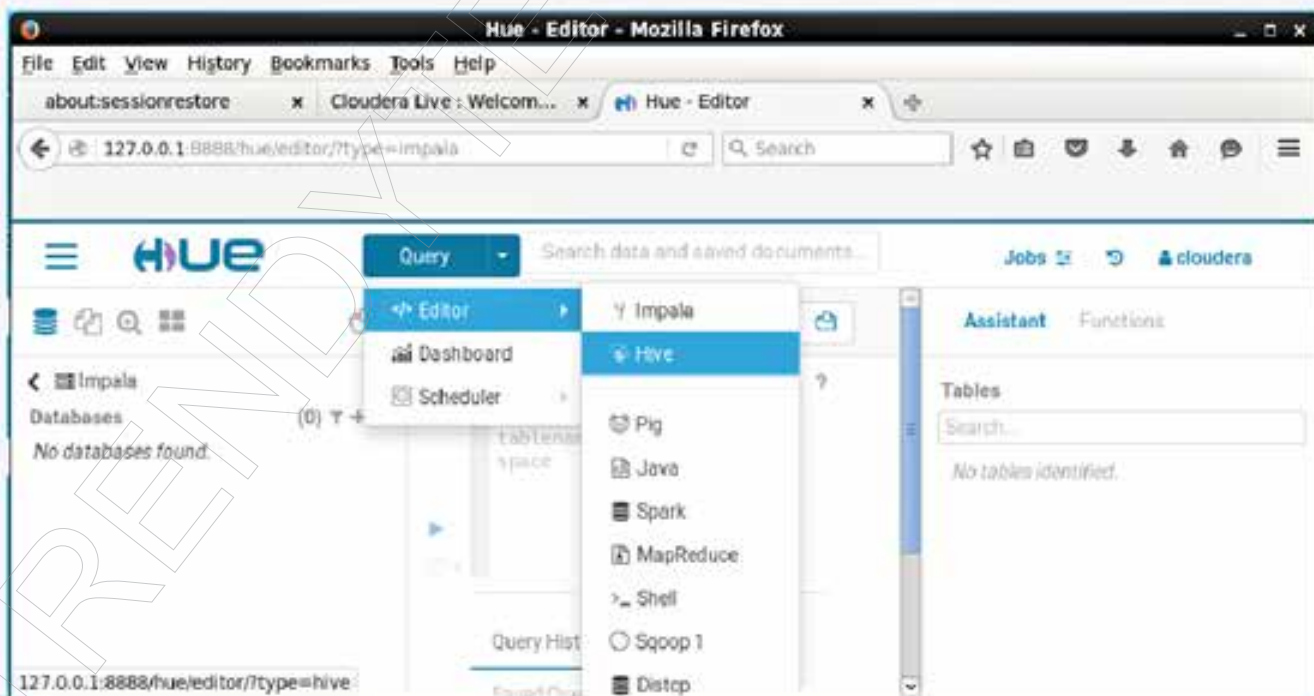 Hue - Editor - Mozilla Firefox
File Edit View History Bookmarks Tools Help
about:sessionrestore
Cloudera Live : Welcom...
Hue - Editor
127.0.0.1:8888/hue/editor/?type=impala
Search
HUE
Query
Search data and saved documents...
Jobs
cloudera
Editor
Dashboard
Scheduler
Impala
Hive
Pig
Java
Spark
MapReduce
Shell
Sqoop 1
Distcp
Impala
Databases (0)
No databases found.
?
space
Query Hist
Assistant Functions
Tables
Search...
No tables identified.
127.0.0.1:8888/hue/editor/?type=hive